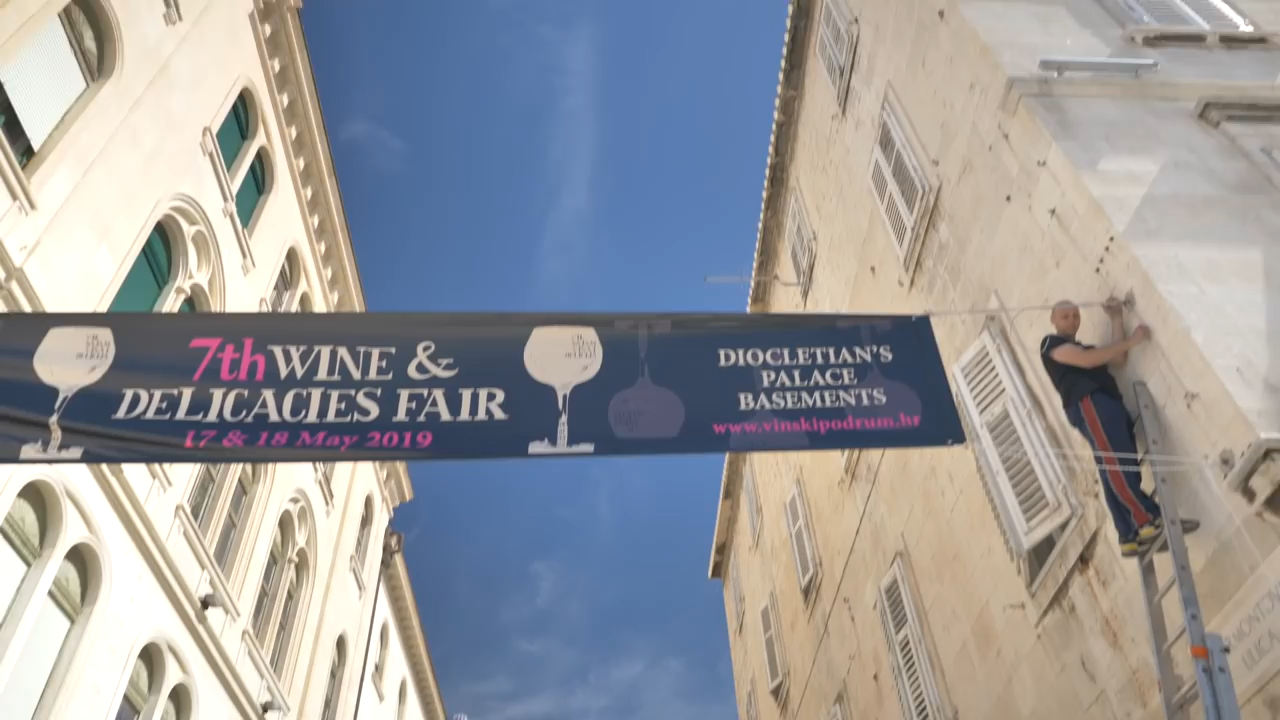 7th WINE &
DELICACIES FAIR
17 & 18 May 2019
DIOCLETIAN'S
PALACE
BASEMENTS
www.vinskipodrum.hr